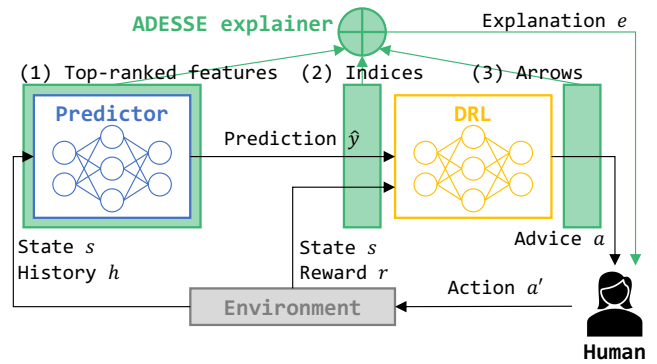 Explanation e
ADESSE explainer
(1) Top-ranked features
(2) Indices
(3) Arrows
Predictor
DRL
Prediction ŷ
State s
History h
State s
Reward r
Advice a
Environment
Action a′
Human